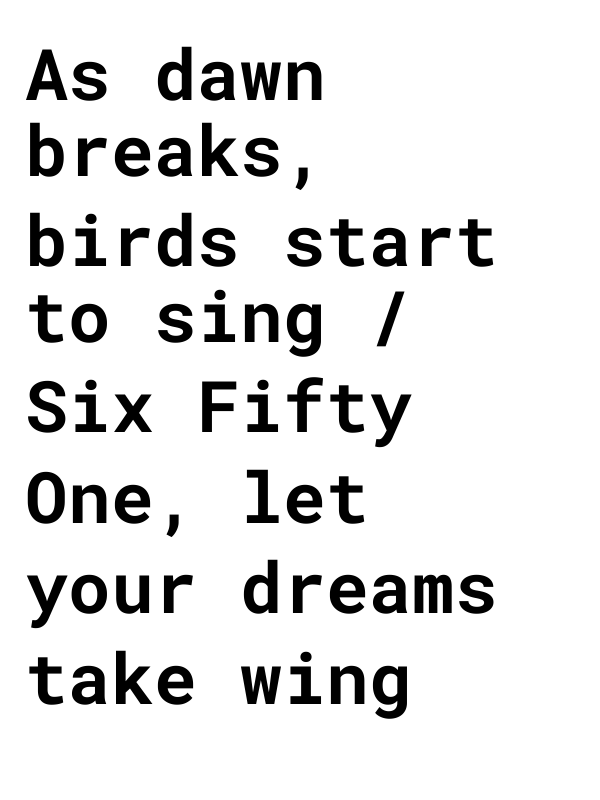 As dawn
breaks,
birds start
to sing /
Six Fifty
One, let
your dreams
take wing